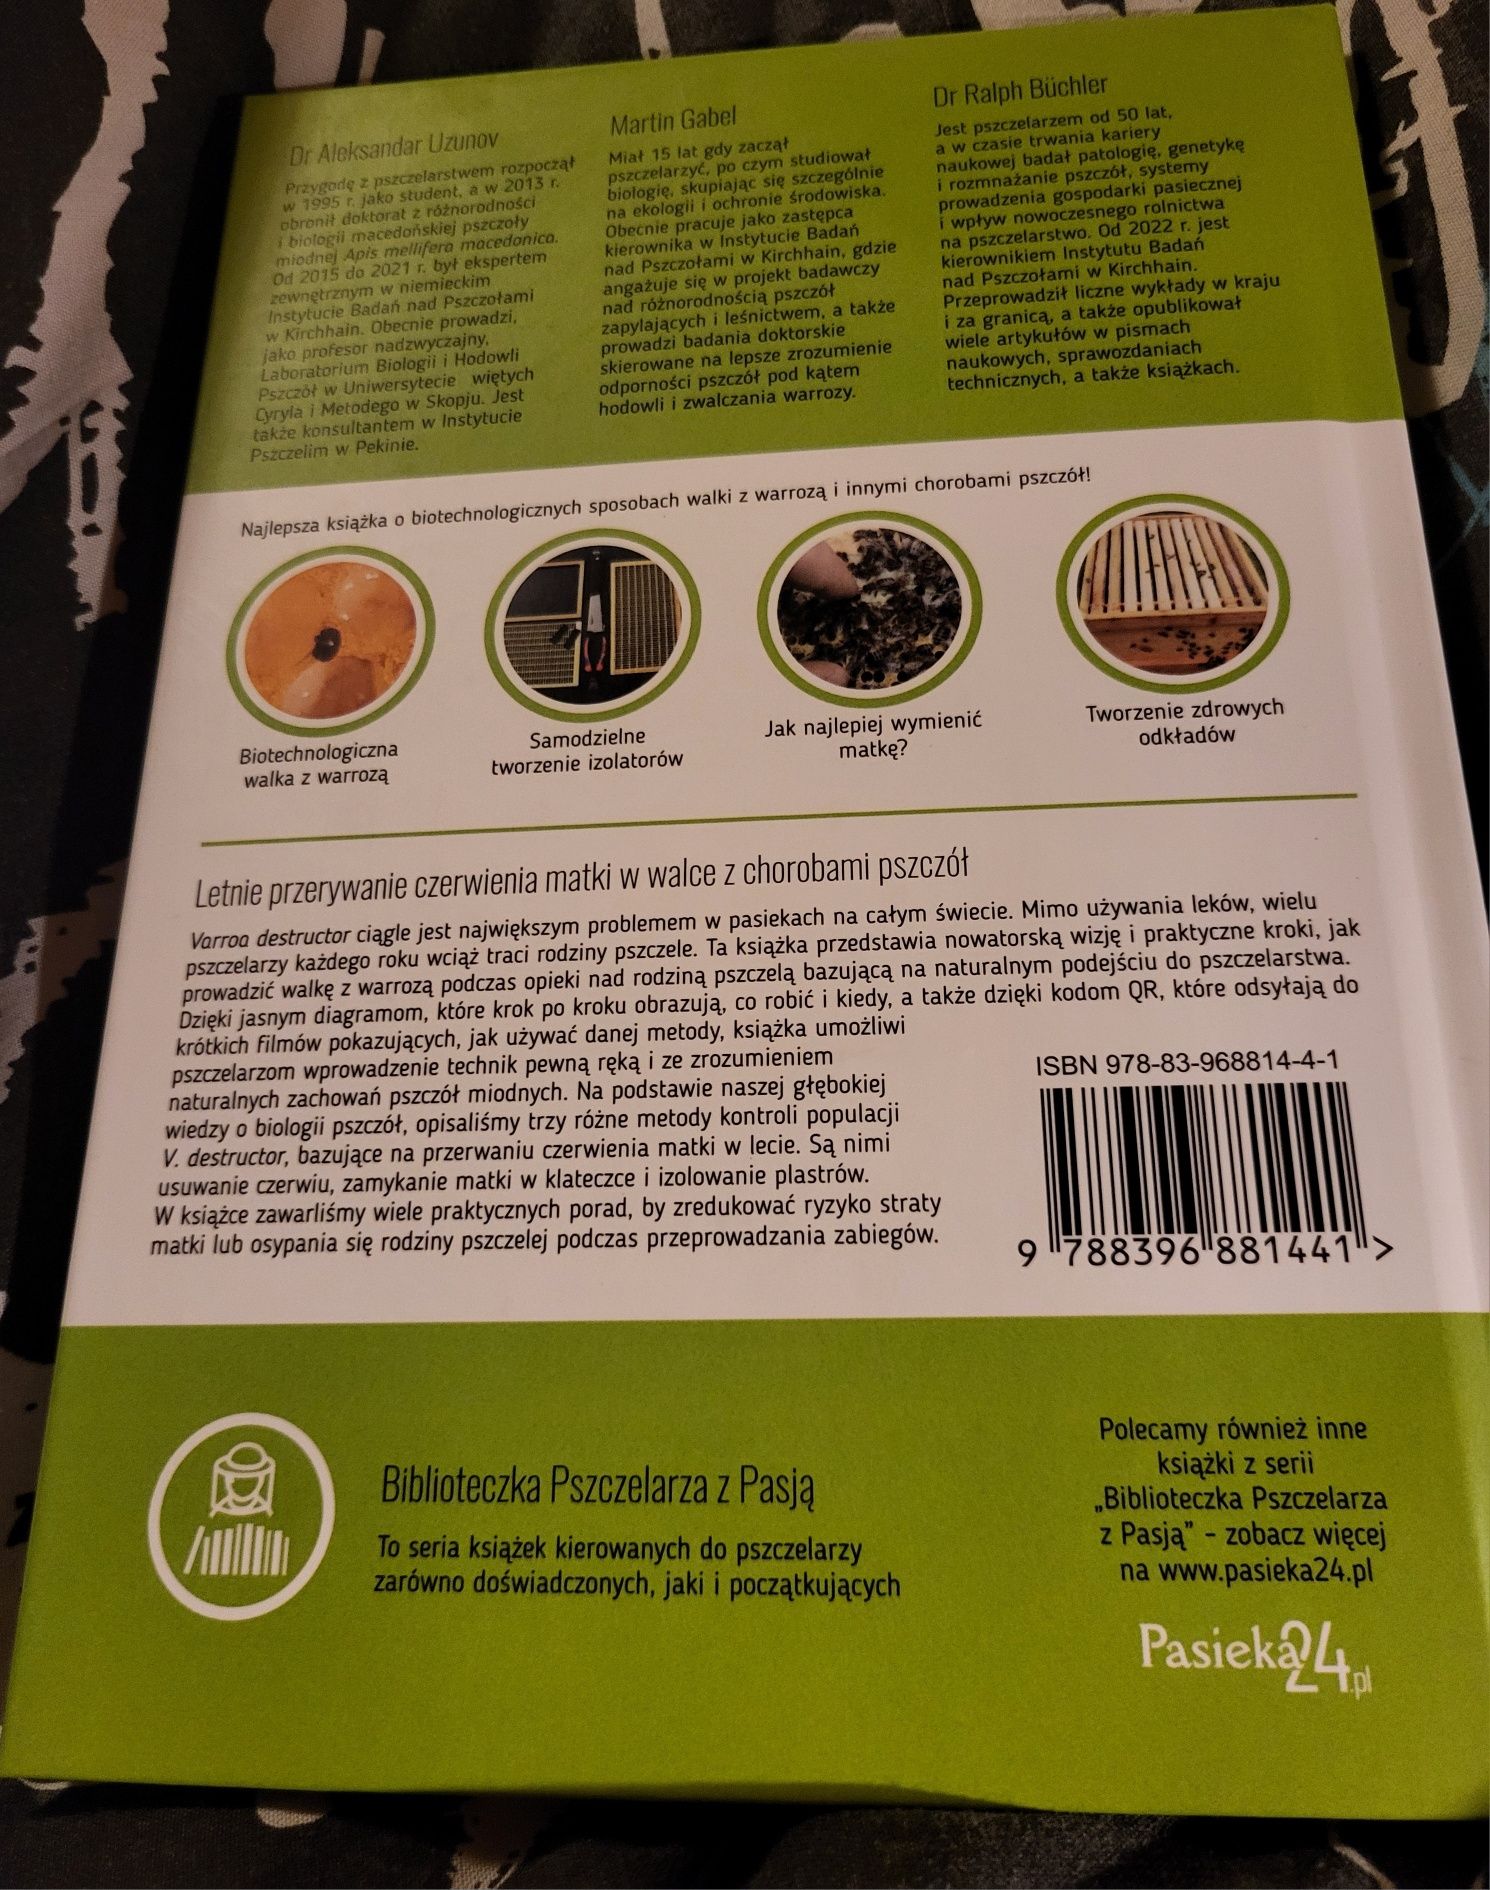 Dr Aleksandar Uzunov
Przygodę z pszczelarstwem rozpoczął
w 1995 r. jako student, a w 2013 r.
obronił doktorat z różnorodności
i biologii macedońskiej pszczoły
miodnej Apis mellifera macedonica.
Od 2015 do 2021 r. był ekspertem
zewnętrznym w niemieckim
Instytucie Badań nad Pszczołami
w Kirchhain. Obecnie prowadzi,
jako profesor nadzwyczajny,
Laboratorium Biologii i Hodowli
Pszczół w Uniwersytecie więtych
Cyryla i Metodego w Skopju. Jest
także konsultantem w Instytucie
Pszczelim w Pekinie.
Martin Gabel
Miał 15 lat gdy zaczął
pszczelarzyć, po czym studiował
biologię, skupiając się szczególnie
na ekologii i ochronie środowiska.
Obecnie pracuje jako zastępca
kierownika w Instytucie Badań
nad Pszczołami w Kirchhain, gdzie
angażuje się w projekt badawczy
nad różnorodnością pszczół
zapylających i leśnictwem, a także
prowadzi badania doktorskie
skierowane na lepsze zrozumienie
odporności pszczół pod kątem
hodowli i zwalczania warrozy.
Dr Ralph Büchler
Jest pszczelarzem od 50 lat,
a w czasie trwania kariery
naukowej badał patologię, genetykę
i rozmnażanie pszczół, systemy
prowadzenia gospodarki pasiecznej
i wpływ nowoczesnego rolnictwa
na pszczelarstwo. Od 2022 r. jest
kierownikiem Instytutu Badań
nad Pszczołami w Kirchhain.
Przeprowadził liczne wykłady w kraju
i za granicą, a także opublikował
wiele artykułów w pismach
naukowych, sprawozdaniach
technicznych, a także książkach.
Najlepsza książka o biotechnologicznych sposobach walki z warrozą i innymi chorobami pszczół!
Biotechnologiczna
walka z warrozą
Samodzielne
tworzenie izolatorów
Jak najlepiej wymienić
matkę?
Tworzenie zdrowych
odkładów
Letnie przerywanie czerwienia matki w walce z chorobami pszczół
Varroa destructor ciągle jest największym problemem w pasiekach na całym świecie. Mimo używania leków, wielu
pszczelarzy każdego roku wciąż traci rodziny pszczele. Ta książka przedstawia nowatorską wizję i praktyczne kroki, jak
prowadzić walkę z warrozą podczas opieki nad rodziną pszczelą bazującą na naturalnym podejściu do pszczelarstwa.
Dzięki jasnym diagramom, które krok po kroku obrazują, co robić i kiedy, a także dzięki kodom QR, które odsyłają do
krótkich filmów pokazujących, jak używać danej metody, książka umożliwi
pszczelarzom wprowadzenie technik pewną ręką i ze zrozumieniem
naturalnych zachowań pszczół miodnych. Na podstawie naszej głębokiej
wiedzy o biologii pszczół, opisaliśmy trzy różne metody kontroli populacji
V. destructor, bazujące na przerwaniu czerwienia matki w lecie. Są nimi
usuwanie czerwiu, zamykanie matki w klateczce i izolowanie plastrów.
W książce zawarliśmy wiele praktycznych porad, by zredukować ryzyko straty
matki lub osypania się rodziny pszczelej podczas przeprowadzania zabiegów.
ISBN 978-83-968814-4-1
9 788396 881441 >
Biblioteczka Pszczelarza z Pasją
To seria książek kierowanych do pszczelarzy
zarówno doświadczonych, jaki i początkujących
Polecamy również inne
książki z serii
„Biblioteczka Pszczelarza
z Pasją” - zobacz więcej
na www.pasieka24.pl
Pasieka24.pl